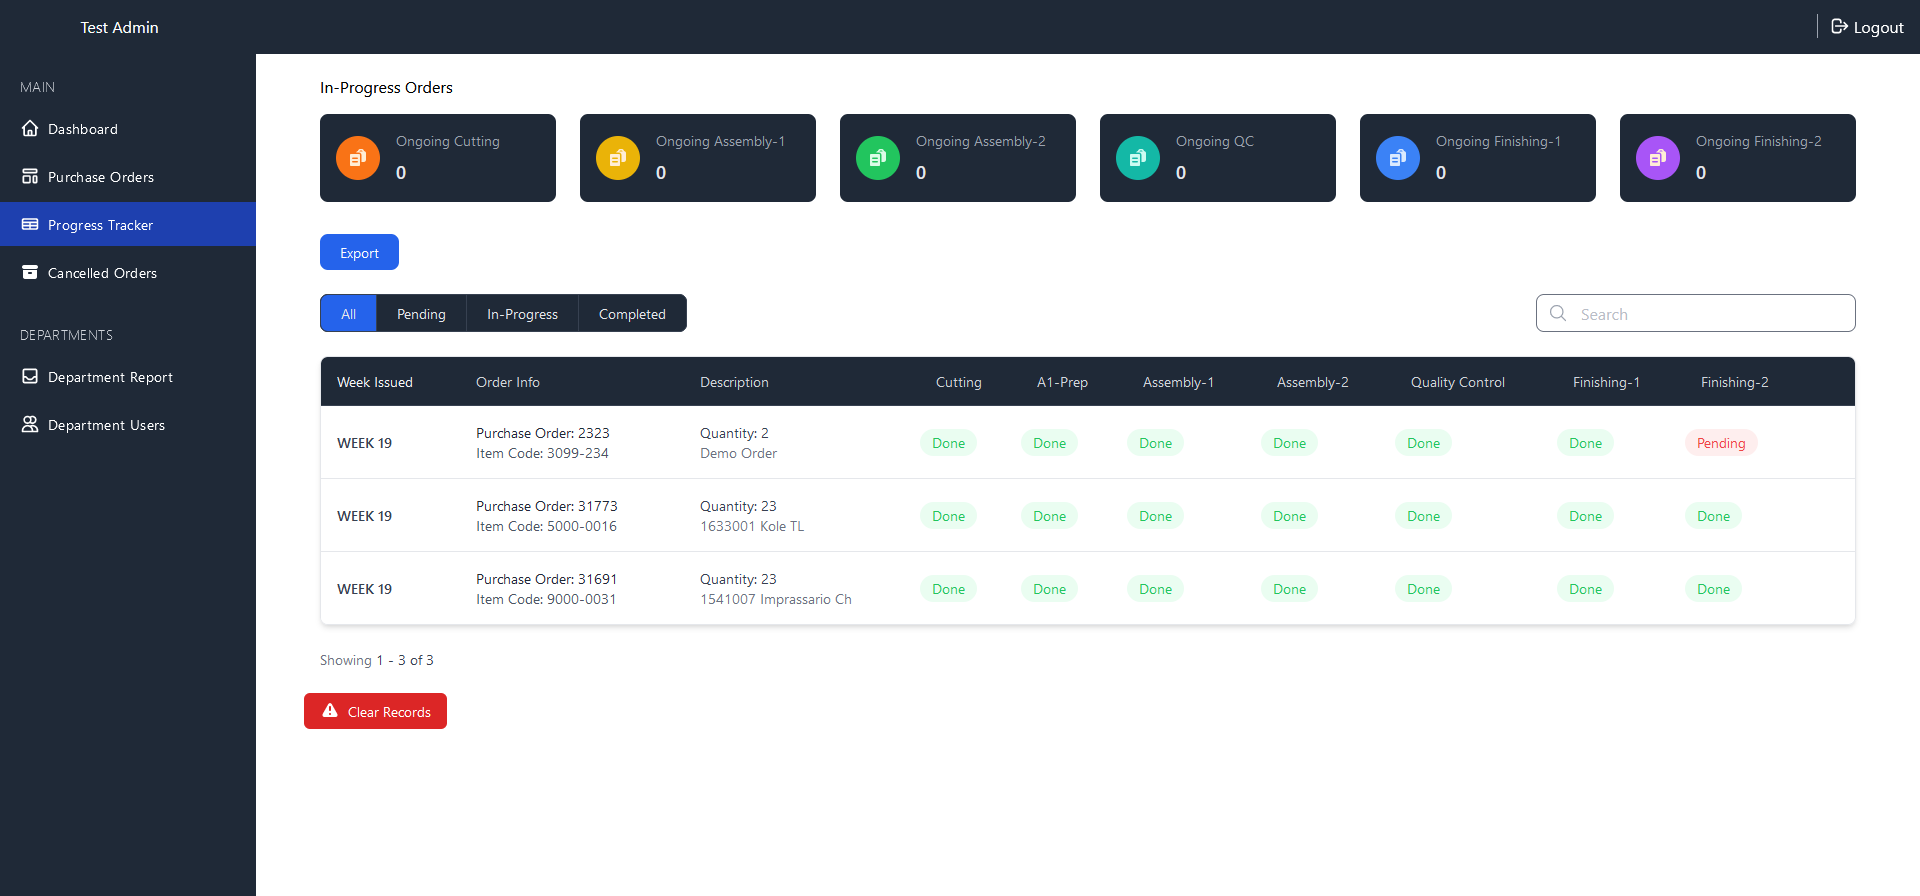 Test Admin
Logout
MAIN
Dashboard
Purchase Orders
Progress Tracker
Cancelled Orders
DEPARTMENTS
Department Report
Department Users
In-Progress Orders
Ongoing Cutting
0
Ongoing Assembly-1
0
Ongoing Assembly-2
0
Ongoing QC
0
Ongoing Finishing-1
0
Ongoing Finishing-2
0
Export
All Pending In-Progress Completed
Search
Week Issued Order Info Description Cutting A1-Prep Assembly-1 Assembly-2 Quality Control Finishing-1 Finishing-2
WEEK 19
Purchase Order: 2323
Item Code: 3099-234
Quantity: 2
Demo Order
Done Done Done Done Done Done Pending
WEEK 19
Purchase Order: 31773
Item Code: 5000-0016
Quantity: 23
1633001 Kole TL
Done Done Done Done Done Done Done
WEEK 19
Purchase Order: 31691
Item Code: 9000-0031
Quantity: 23
1541007 Imprassario Ch
Done Done Done Done Done Done Done
Showing 1 - 3 of 3
Clear Records